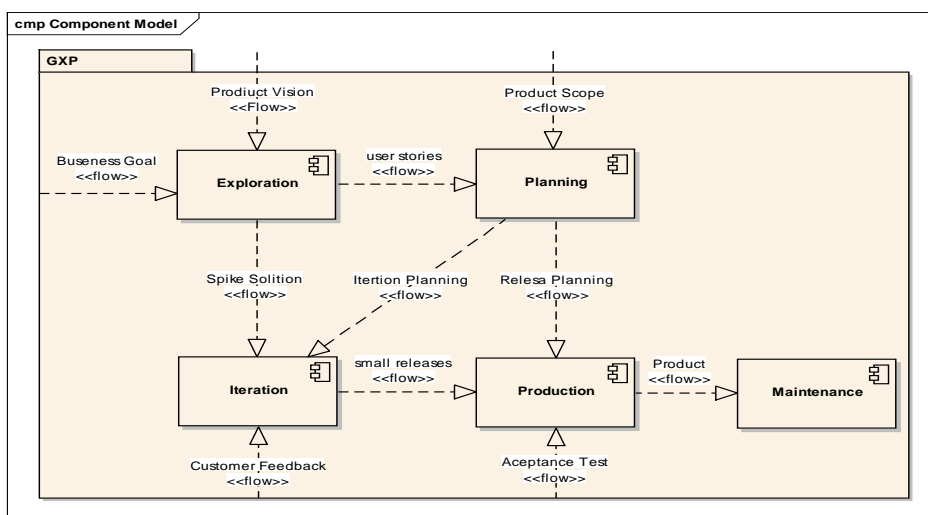 cmp Component Model
GXP
Prodiuct Vision
<<Flow>>
Product Scope
<<flow>>
Buseness Goal
<<flow>>
user stories
<<flow>>
Exploration
Planning
Spike Solition
<<flow>>
Itertion Planning
<<flow>>
Relesa Planning
<<flow>>
small releases
<<flow>>
Product
<<flow>>
Iteration
Production
Maintenance
Customer Feedback
<<flow>>
Aceptance Test
<<flow>>